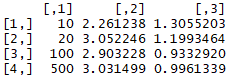 [,1] [,2] [,3]
[1,] 10 2.261238 1.3055203
[2,] 20 3.052246 1.1993464
[3,] 100 2.903228 0.9332920
[4,] 500 3.031499 0.9961339